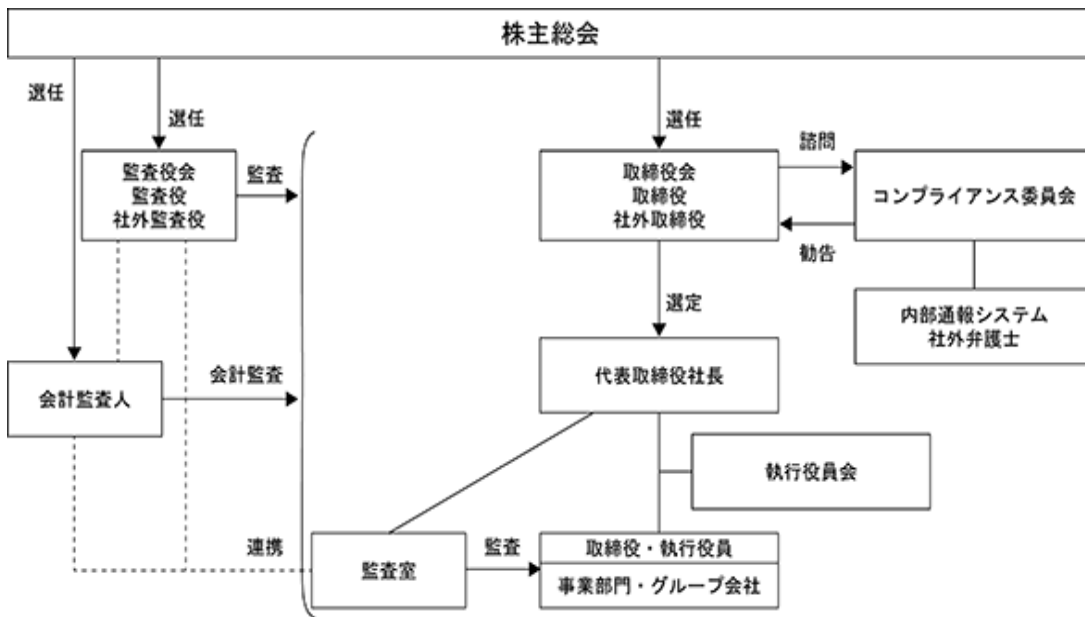 株主総会
選任
選任
選任
監査役会
監査役
社外監査役
監査
取締役会
取締役
社外取締役
諮問
勧告
コンプライアンス委員会
内部通報システム
社外弁護士
選定
代表取締役社長
会計監査人
会計監査
執行役員会
連携
監査室
監査
取締役・執行役員
事業部門・グループ会社